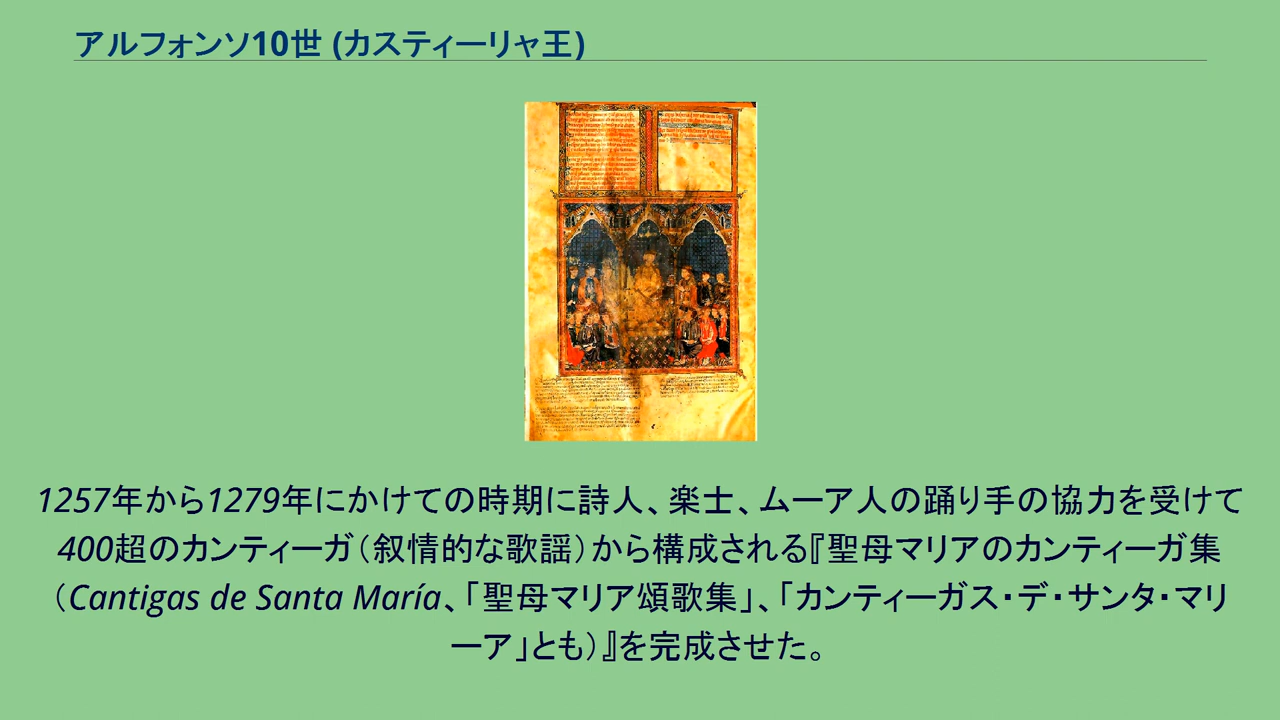 アルフォンソ10世 (カスティーリャ王)
1257年から1279年にかけての時期に詩人、楽士、ムーア人の踊り手の協力を受けて
400超のカンティーガ（叙情的な歌謡）から構成される『聖母マリアのカンティーガ集
（Cantigas de Santa María、「聖母マリア頌歌集」、「カンティーガス・デ・サンタ・マリ
ーア」とも）』を完成させた。